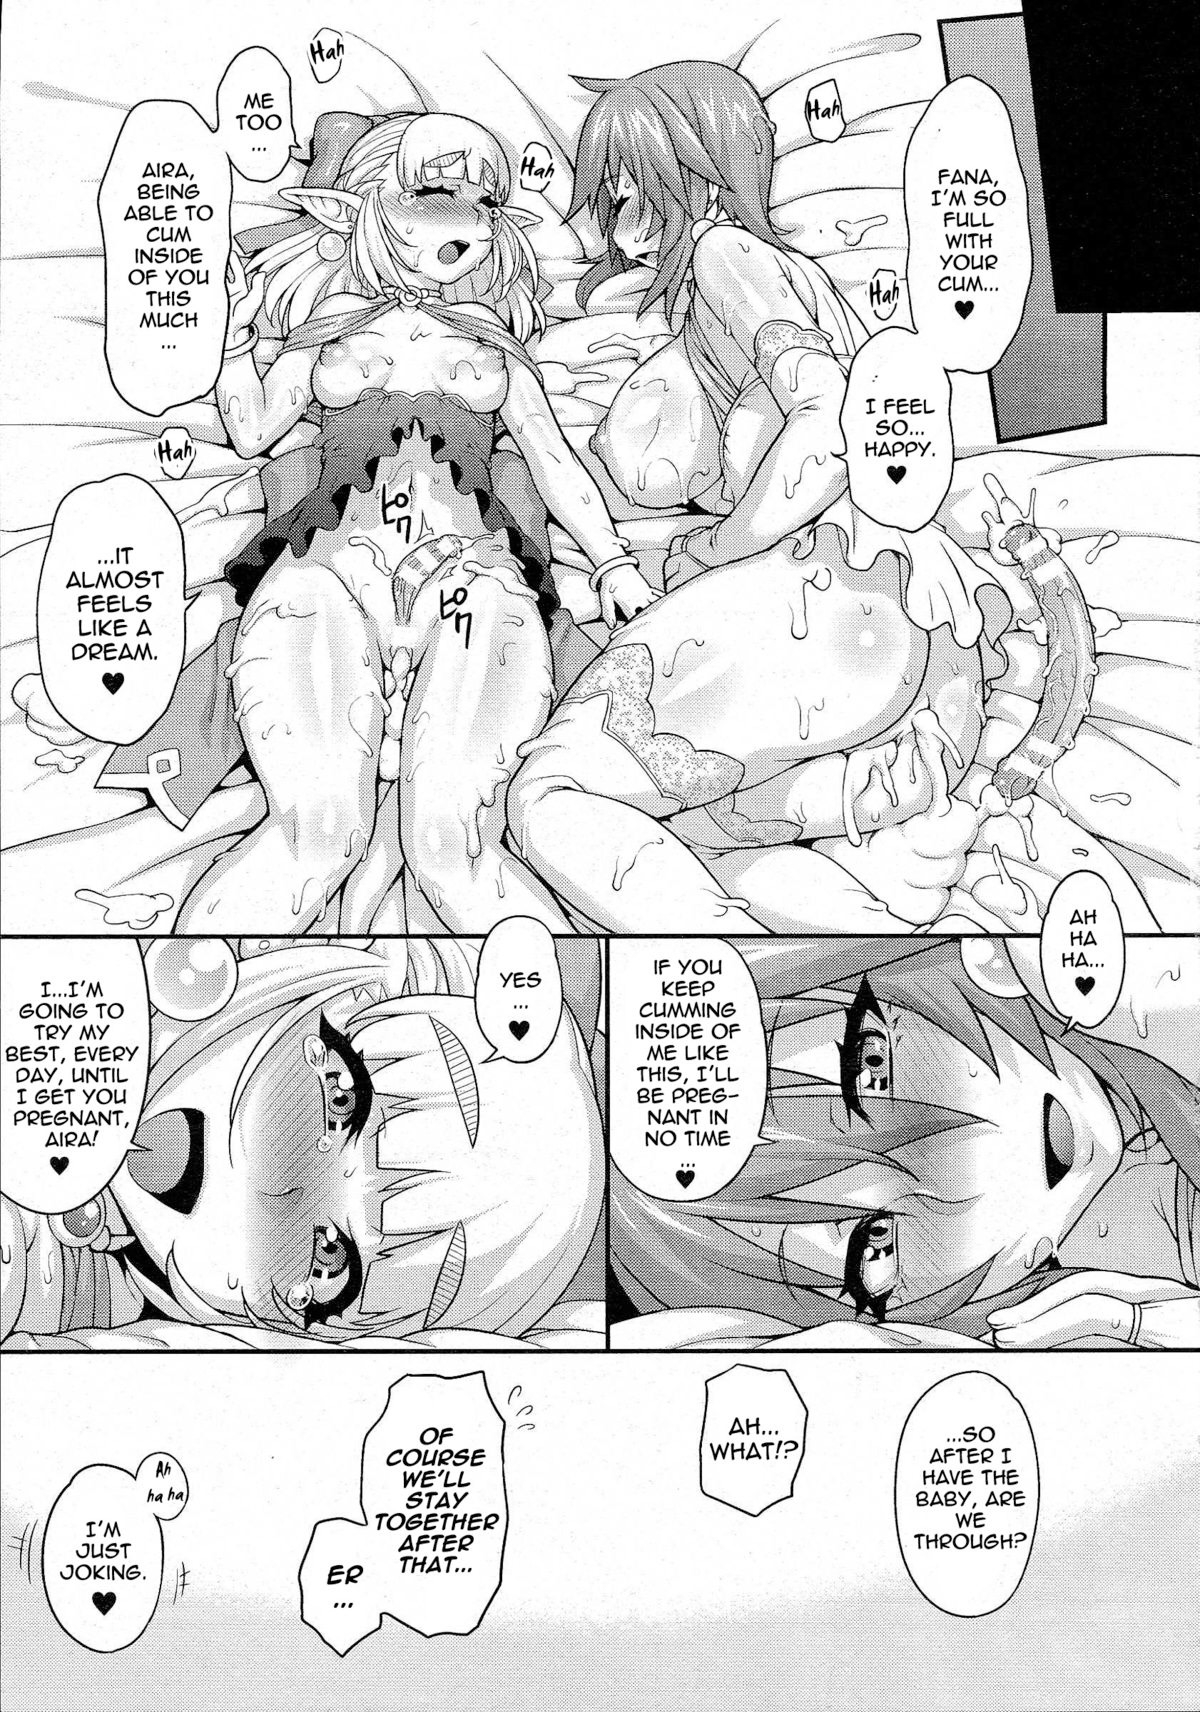 FANA,
I'M SO
FULL WITH
YOUR
CUM...
♥
I FEEL
SO...
HAPPY.
♥
Hah
Hah
Hah
Hah
ME
TOO
...
AIRA,
BEING
ABLE TO
CUM
INSIDE
OF YOU
THIS
MUCH
...
Hah
...IT
ALMOST
FEELS
LIKE A
DREAM.
♥
ピク
ピク
AH
HA
HA...
♥
IF YOU
KEEP
CUMMING
INSIDE OF
ME LIKE
THIS, I'LL
BE PREG-
NANT IN
NO TIME
...
♥
YES
...
♥
I...I'M
GOING TO
TRY MY
BEST, EVERY
DAY, UNTIL
I GET YOU
PREGNANT,
AIRA!
♥
...SO
AFTER I
HAVE THE
BABY, ARE
WE
THROUGH?
AH...
WHAT!?
OF
COURSE
WE'LL
STAY
TOGETHER
AFTER
THAT...
ER
...
Ah
ha ha
I'M
JUST
JOKING.
♥